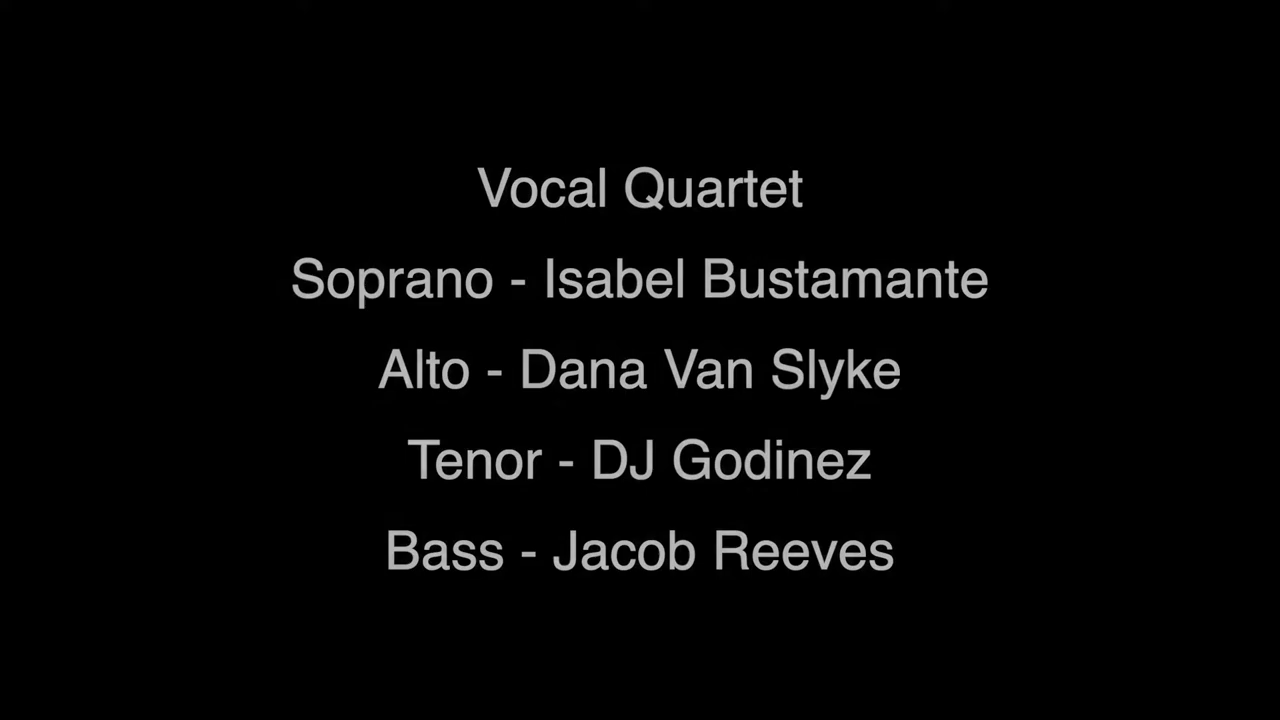 Vocal Quartet
Soprano - Isabel Bustamante
Alto - Dana Van Slyke
Tenor - DJ Godinez
Bass - Jacob Reeves